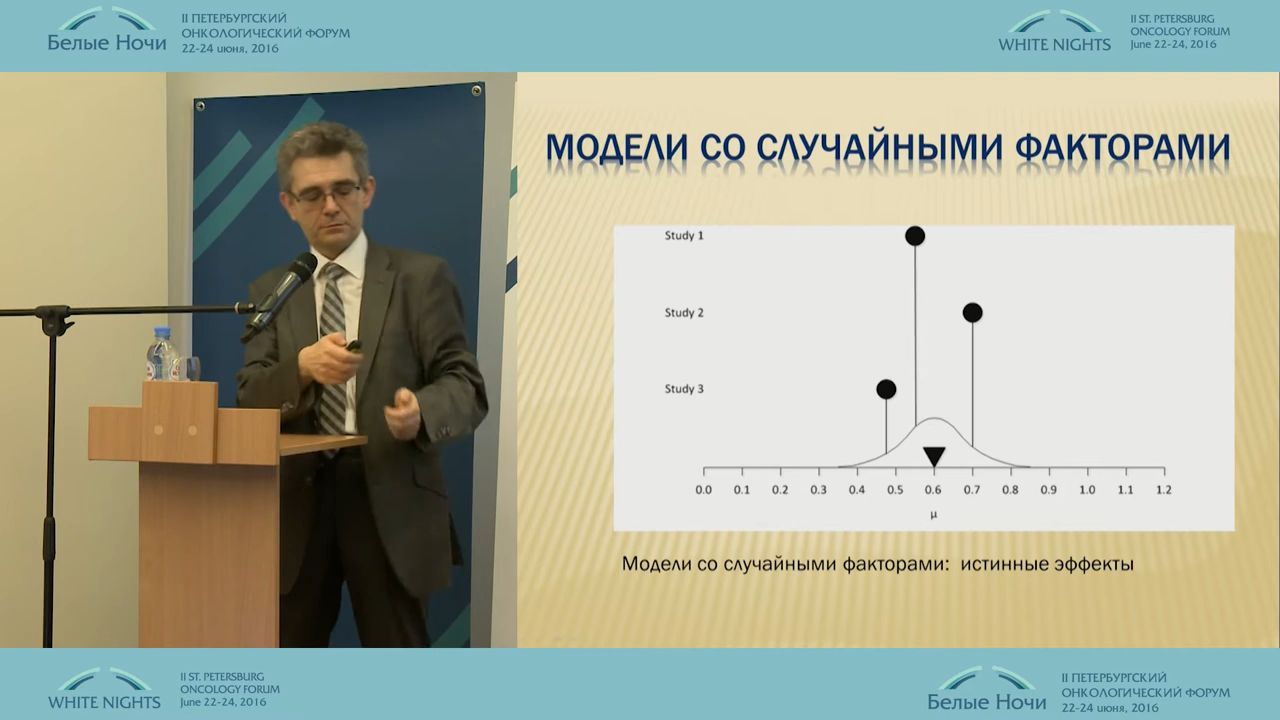 Белые Ночи
II ПЕТЕРБУРГСКИЙ
ОНКОЛОГИЧЕСКИЙ ФОРУМ
22-24 июня, 2016
WHITE NIGHTS
II ST. PETERSBURG
ONCOLOGY FORUM
June 22-24, 2016
МОДЕЛИ СО СЛУЧАЙНЫМИ ФАКТОРАМИ
Study 1
Study 2
Study 3
0.0 0.1 0.2 0.3 0.4 0.5 0.6 0.7 0.8 0.9 1.0 1.1 1.2
μ
Модели со случайными факторами: истинные эффекты
WHITE NIGHTS
II ST. PETERSBURG
ONCOLOGY FORUM
June 22-24, 2016
Белые Ночи
II ПЕТЕРБУРГСКИЙ
ОНКОЛОГИЧЕСКИЙ ФОРУМ
22-24 июня, 2016